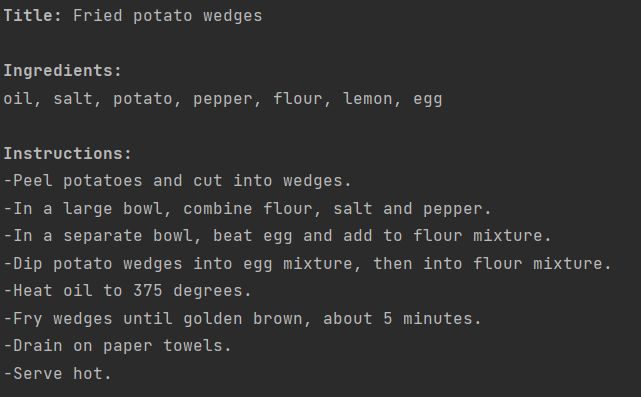 Title: Fried potato wedges
Ingredients:
oil, salt, potato, pepper, flour, lemon, egg
Instructions:
-Peel potatoes and cut into wedges.
-In a large bowl, combine flour, salt and pepper.
-In a separate bowl, beat egg and add to flour mixture.
-Dip potato wedges into egg mixture, then into flour mixture.
-Heat oil to 375 degrees.
-Fry wedges until golden brown, about 5 minutes.
-Drain on paper towels.
-Serve hot.